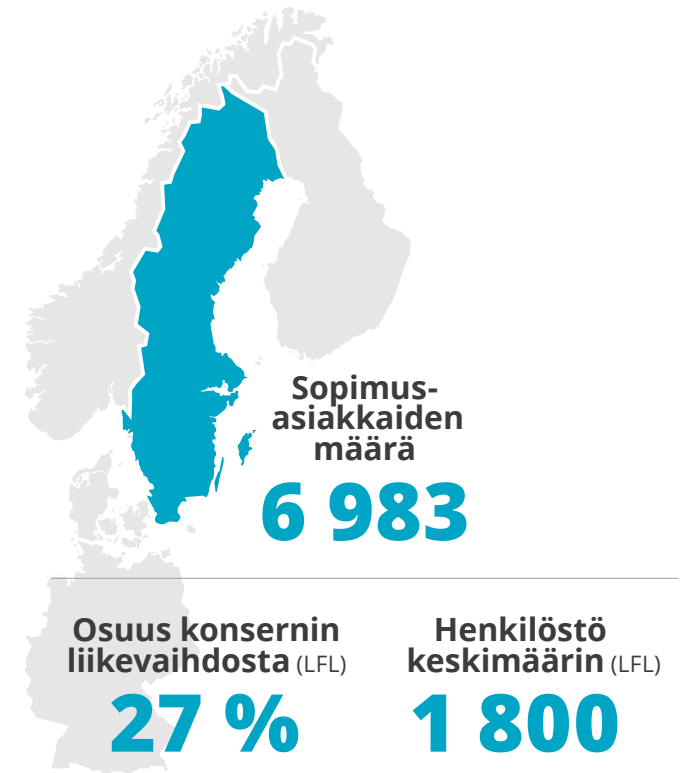 Sopimus-
asiakkaiden
määrä
6 983
Osuus konsernin
liikevaihdosta (LFL)
27 %
Henkilöstö
keskimäärin (LFL)
1 800